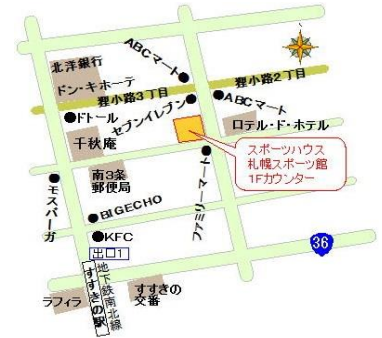 ABCマート
北洋銀行
狸小路2丁目
ドン・キホーテ
狸小路3丁目
ABCマート
セブンイレブン
ドトール
ロテル・ド・ホテル
千秋庵
スポーツハウス
札幌スポーツ館
1Fカウンター
南3条
郵便局
ファミリーマート
モスバーガ
BIGECHO
KFC
出口1
36
地下鉄南北線
すすきの駅
ラフィラ
すすきの
交番